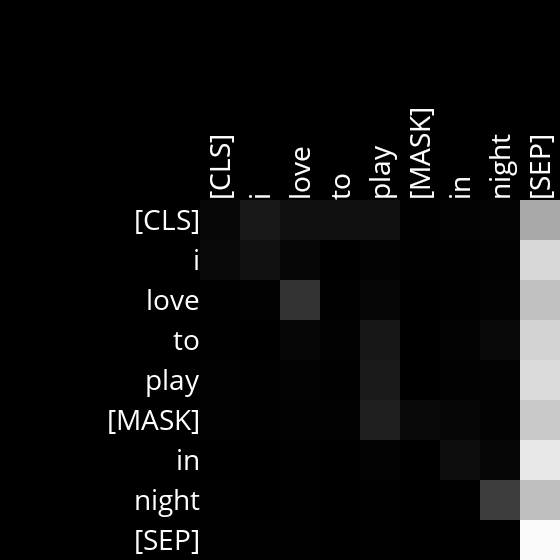 [CLS] i love to play [MASK] in night [SEP]
[CLS]
i
love
to
play
[MASK]
in
night
[SEP]